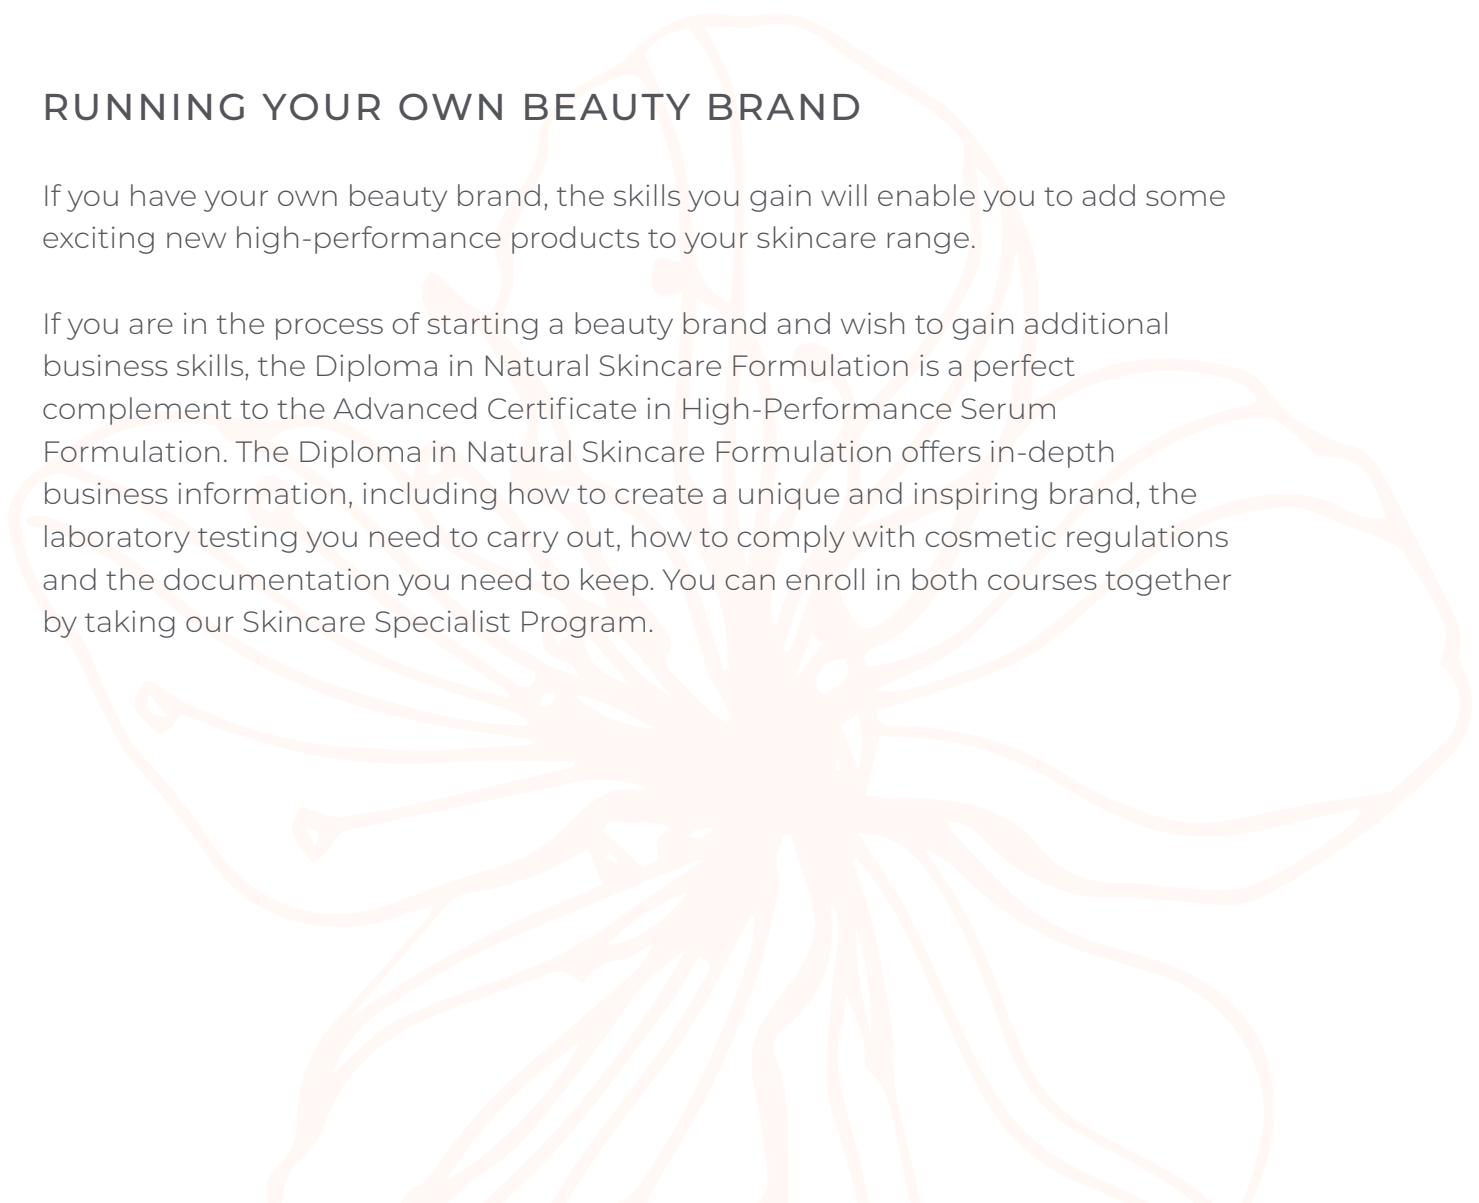 RUNNING YOUR OWN BEAUTY BRAND
If you have your own beauty brand, the skills you gain will enable you to add some
exciting new high-performance products to your skincare range.
If you are in the process of starting a beauty brand and wish to gain additional
business skills, the Diploma in Natural Skincare Formulation is a perfect
complement to the Advanced Certificate in High-Performance Serum
Formulation. The Diploma in Natural Skincare Formulation offers in-depth
business information, including how to create a unique and inspiring brand, the
laboratory testing you need to carry out, how to comply with cosmetic regulations
and the documentation you need to keep. You can enroll in both courses together
by taking our Skincare Specialist Program.